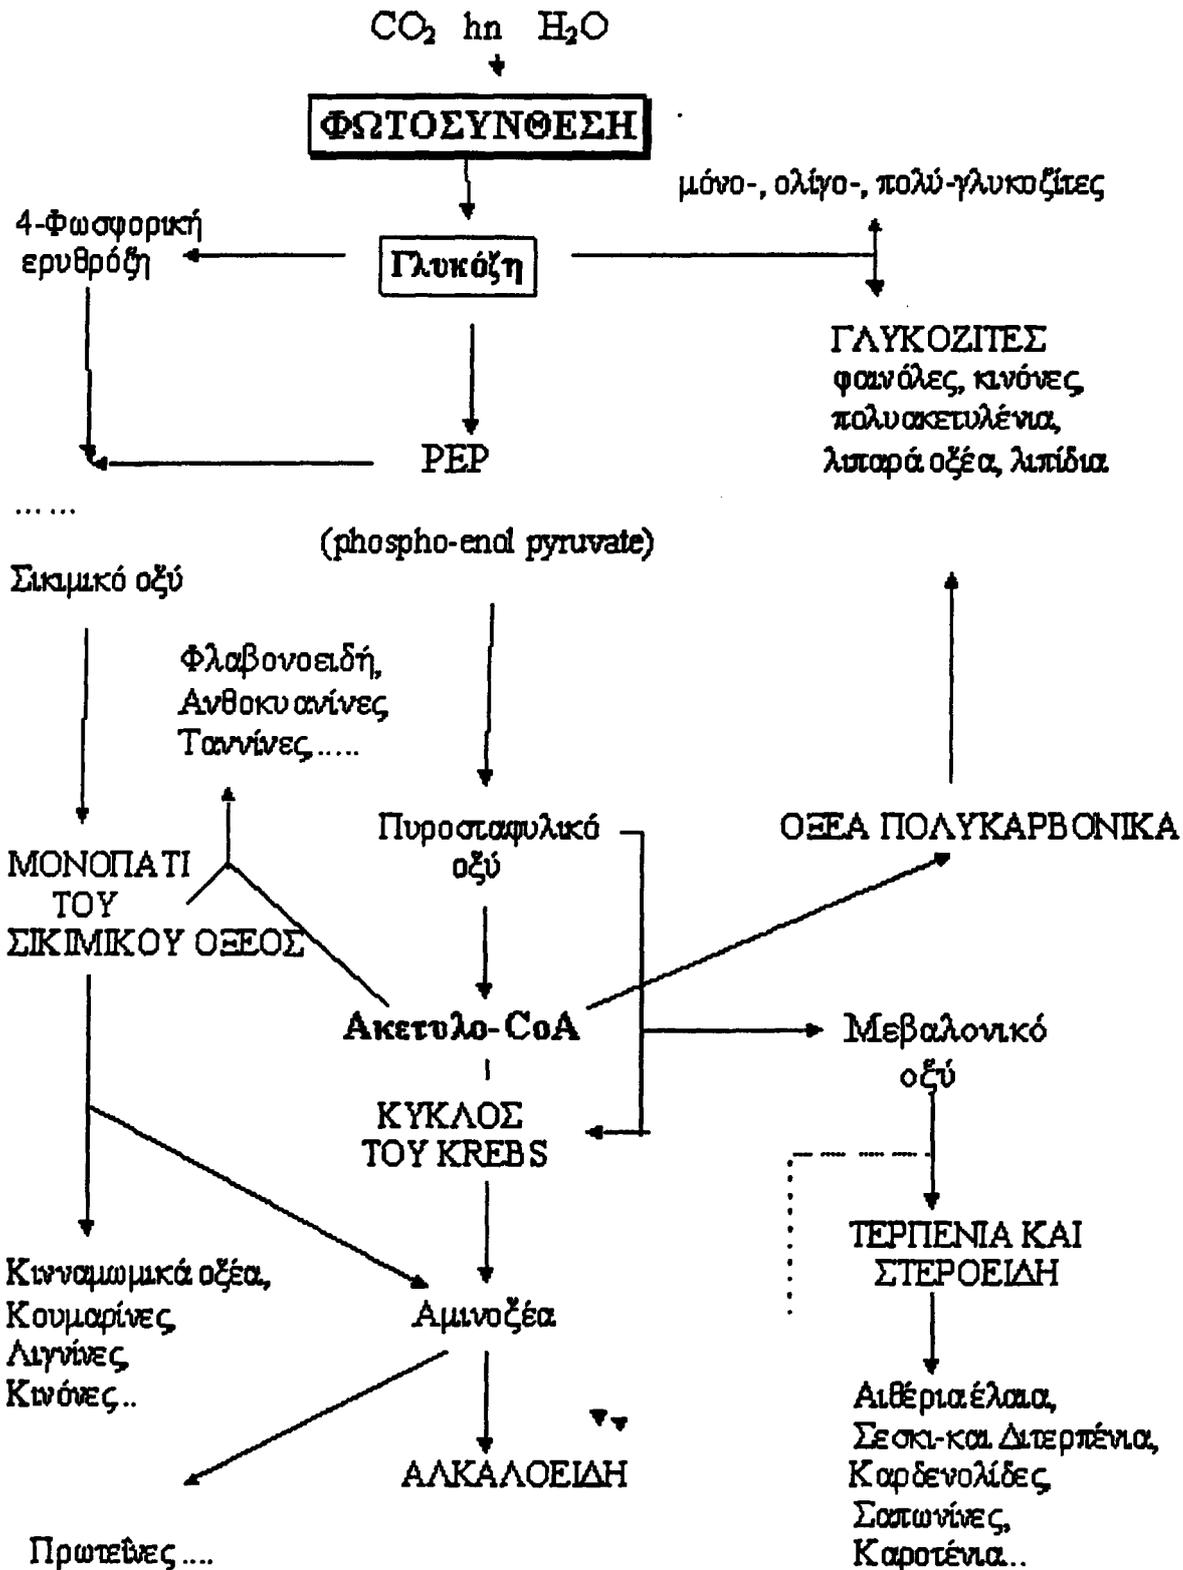 CO₂ hn H₂O
ΦΩΤΟΣΥΝΘΕΣΗ
μόνο-, ολίγο-, πολύ-γλυκοζίτες
4-Φωσφορική
ερυθρόζη
Γλυκόζη
ΓΛΥΚΟΖΙΤΕΣ
φαινόλες, κινόνες,
πολυακετυλένια,
λιπαρά οξέα, λιπίδια
PEP
......
(phospho-enol pyruvate)
Σικιμικό οξύ
Φλαβονοειδή,
Ανθοκυανίνες,
Ταννίνες,.....
Πυροσταφυλικό
οξύ
ΟΞΕΑ ΠΟΛΥΚΑΡΒΟΝΙΚΑ
ΜΟΝΟΠΑΤΙ
ΤΟΥ
ΣΙΚΙΜΙΚΟΥ ΟΞΕΟΣ
Ακετυλο-CoA
Μεβαλονικό
οξύ
ΚΥΚΛΟΣ
ΤΟΥ KREBS
ΤΕΡΠΕΝΙΑ ΚΑΙ
ΣΤΕΡΟΕΙΔΗ
Κινναμωμικά οξέα,
Κουμαρίνες,
Λιγνίνες,
Κινόνες..
Αμινοξέα
Αιθέρια έλαια,
Σεσκι-και Διτερπένια,
Καρδενολίδες,
Σαπωνίνες,
Καροτένια...
ΑΛΚΑΛΟΕΙΔΗ
Πρωτεΐνες....